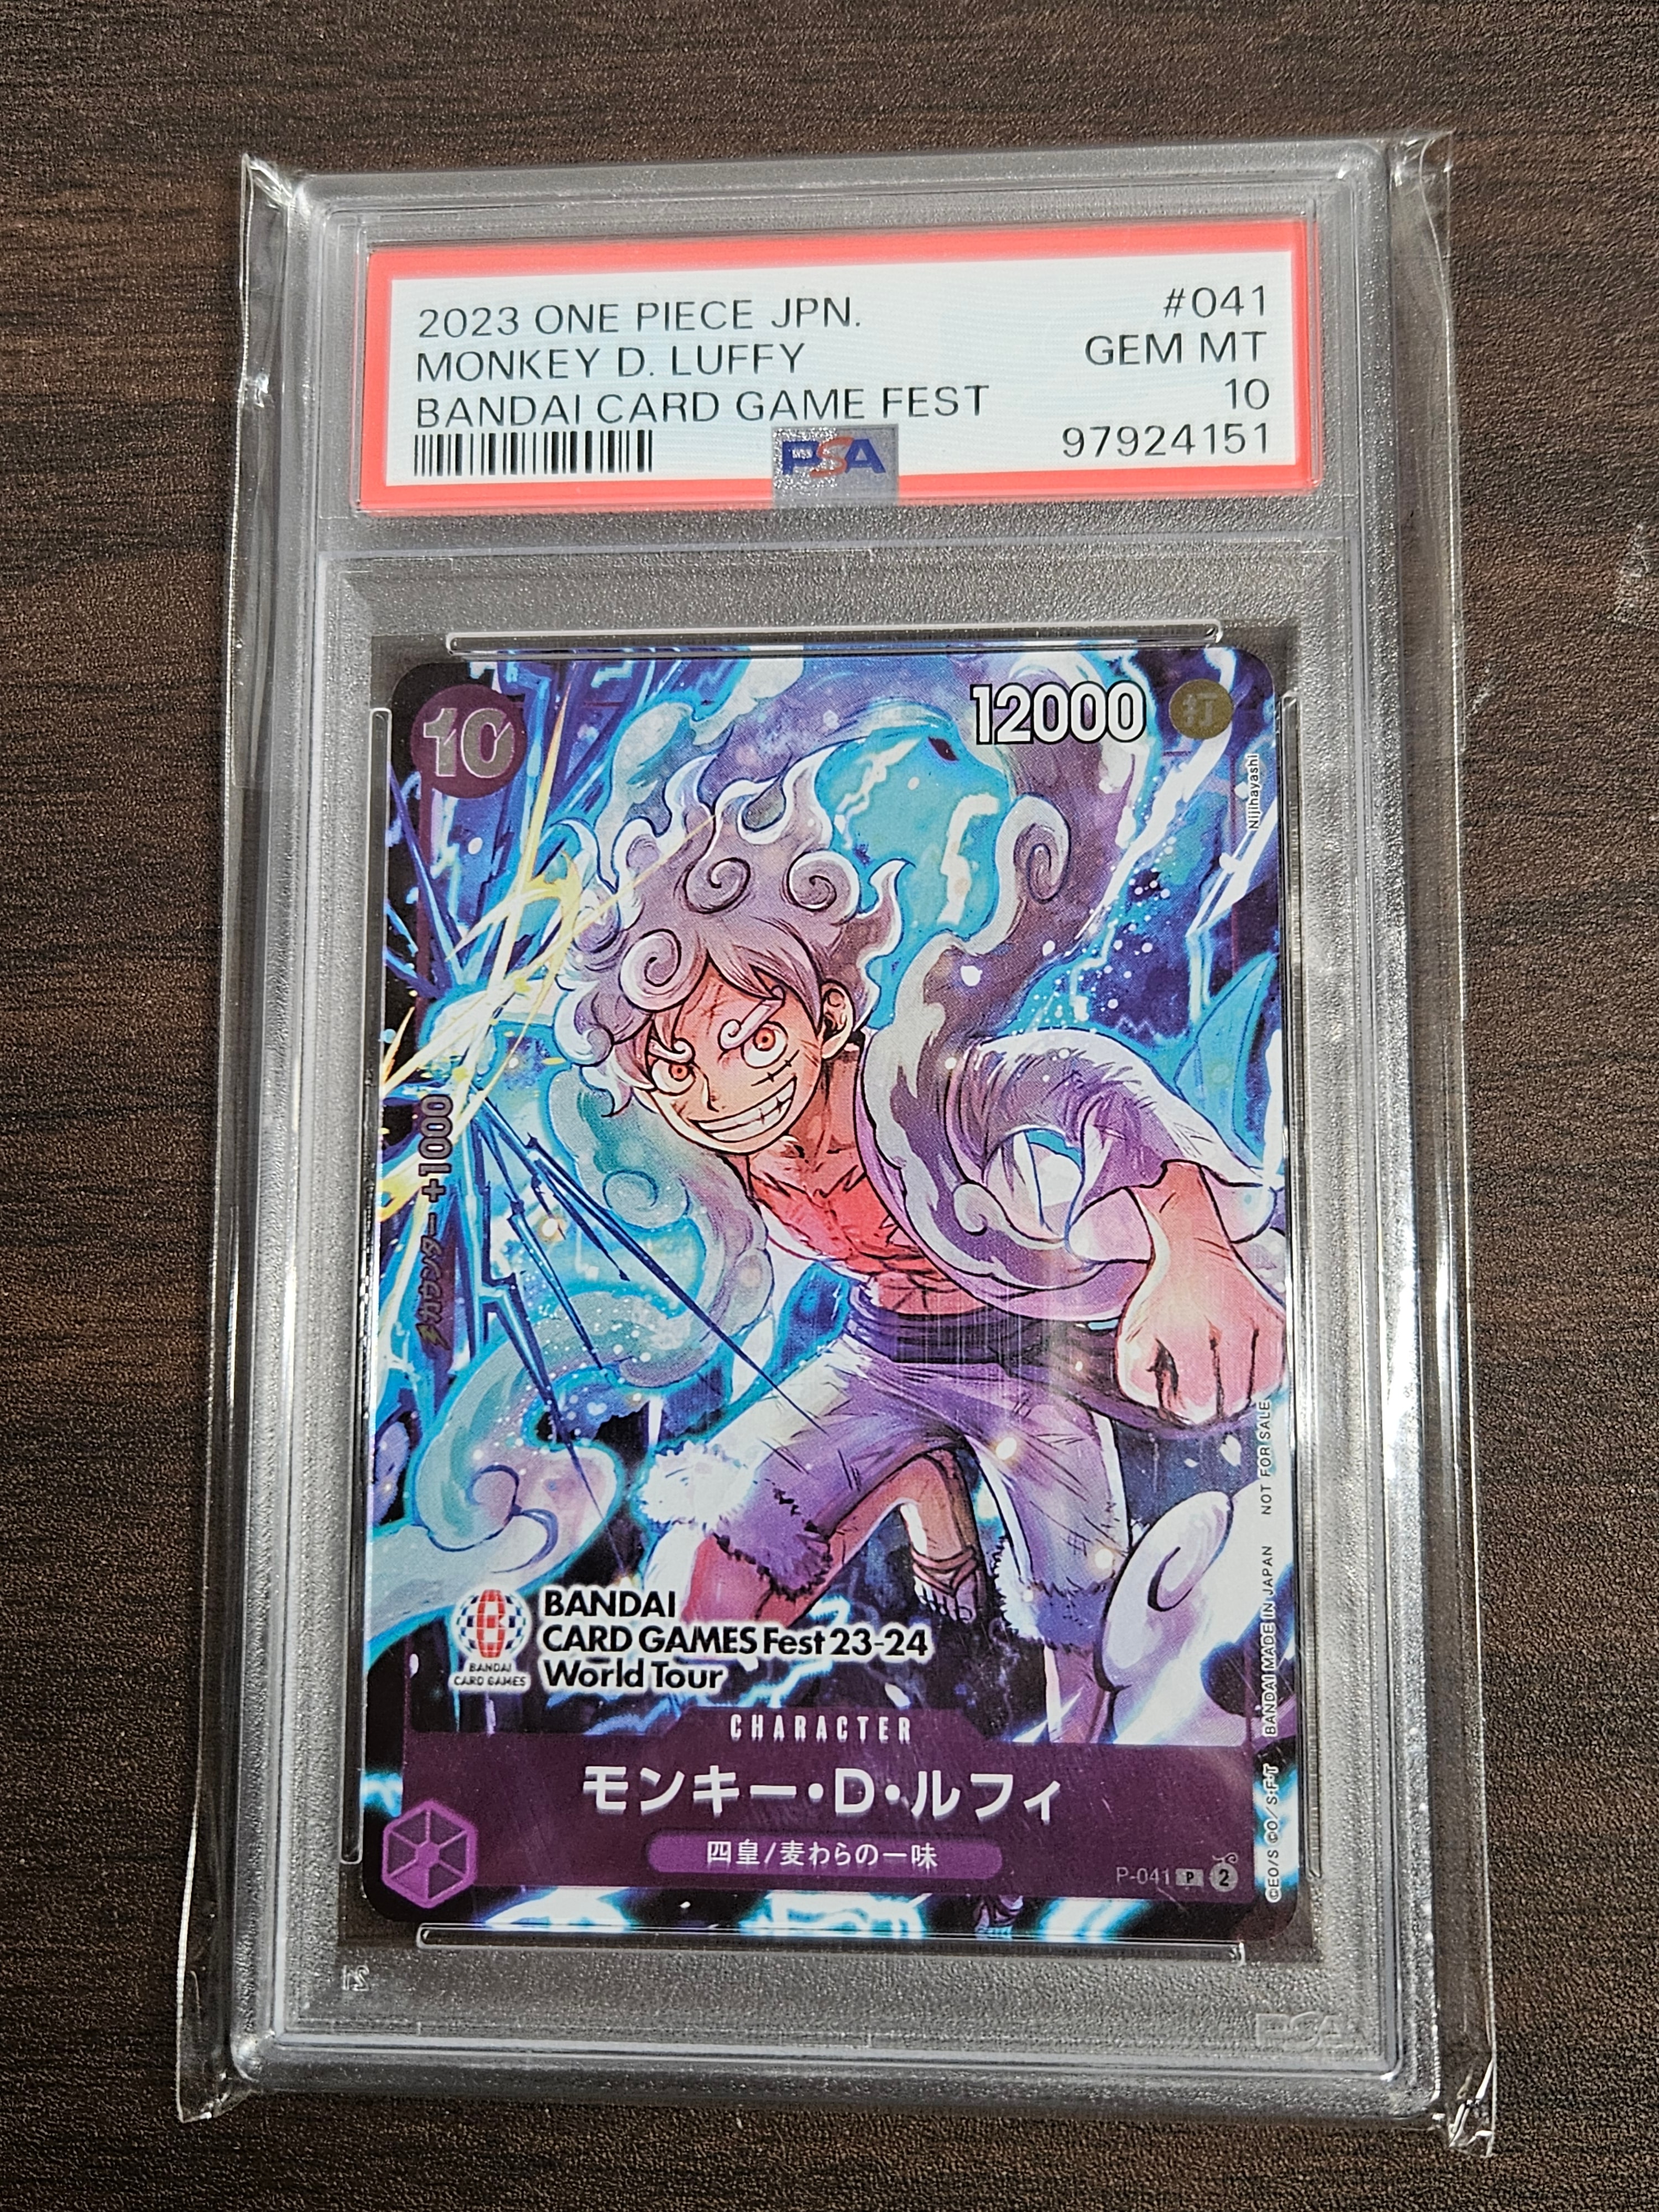 2023 ONE PIECE JPN. #041
MONKEY D. LUFFY GEM MT
BANDAI CARD GAME FEST 10
PSA 97924151
10
12000 打
Nijihayashi
カウンター +1000
B
BANDAI
CARD GAMES
BANDAI
CARD GAMES Fest 23-24
World Tour
CHARACTER
モンキー・D・ルフィ
四皇/麦わらの一味
P-041 P 2
©EO/S ©O/S・F・T BANDAI MADE IN JAPAN NOT FOR SALE
21
PSA